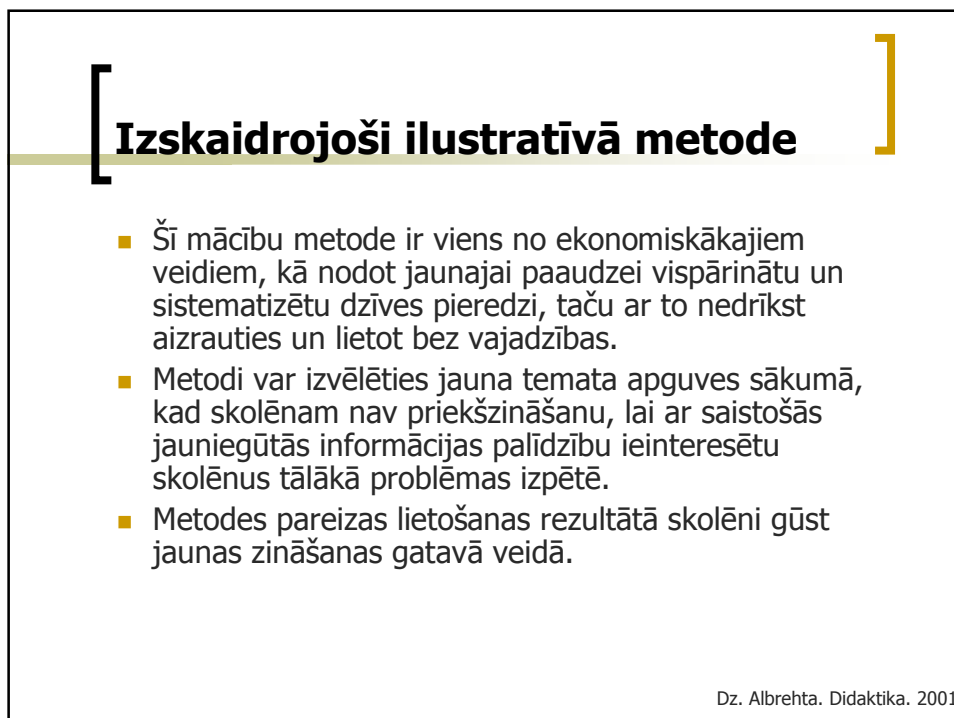 Izskaidrojoši ilustratīvā metode
Šī mācību metode ir viens no ekonomiskākajiem
veidiem, kā nodot jaunajai paaudzei vispārinātu un
sistematizētu dzīves pieredzi, taču ar to nedrīkst
aizrauties un lietot bez vajadzības.
Metodi var izvēlēties jauna temata apguves sākumā,
kad skolēnam nav priekšzināšanu, lai ar saistošās
jauniegūtās informācijas palīdzību ieinteresētu
skolēnus tālākā problēmas izpētē.
Metodes pareizas lietošanas rezultātā skolēni gūst
jaunas zināšanas gatavā veidā.
Dz. Albrehta. Didaktika. 2001